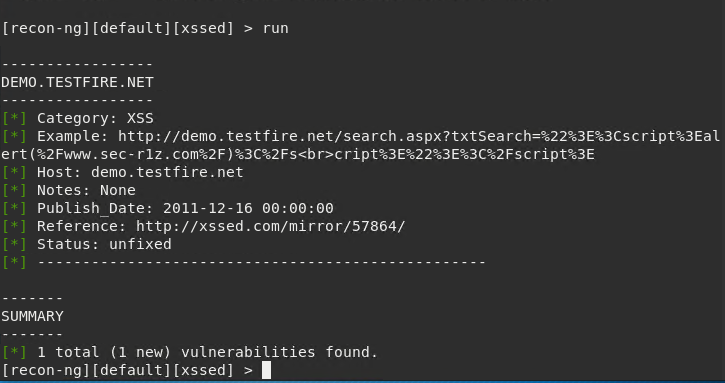 [recon-ng][default][xssed] > run
-----------------
DEMO.TESTFIRE.NET
-----------------
[*] Category: XSS
[*] Example: http://demo.testfire.net/search.aspx?txtSearch=%22%3E%3Cscript%3Eal
ert(%2Fwww.sec-r1z.com%2F)%3C%2Fs<br>cript%3E%22%3E%3C%2Fscript%3E
[*] Host: demo.testfire.net
[*] Notes: None
[*] Publish_Date: 2011-12-16 00:00:00
[*] Reference: http://xssed.com/mirror/57864/
[*] Status: unfixed
[*] --------------------------------------------------
-------
SUMMARY
-------
[*] 1 total (1 new) vulnerabilities found.
[recon-ng][default][xssed] >